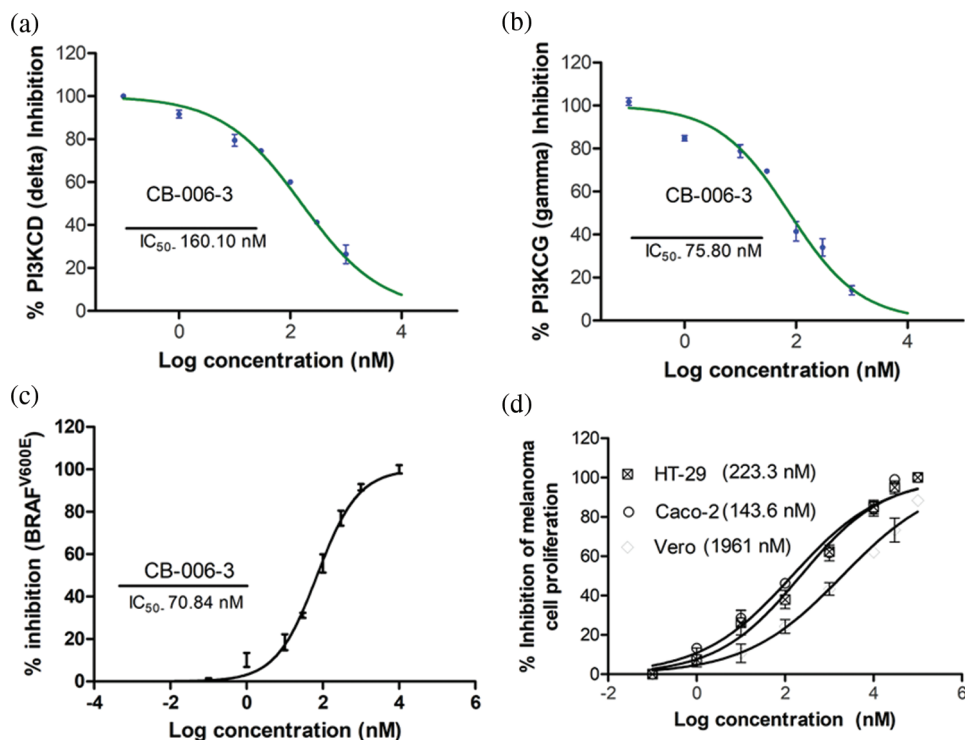 (a)
% PI3KCD (delta) Inhibition
120
100
80
60
40
20
0
CB-006-3
IC50- 160.10 nM
0 2 4
Log concentration (nM)
(b)
% PI3KCG (gamma) Inhibition
120
100
80
60
40
20
0
CB-006-3
IC50- 75.80 nM
0 2 4
Log concentration (nM)
(c)
% inhibition (BRAFV600E)
120
100
80
60
40
20
0
CB-006-3
IC50- 70.84 nM
-4 -2 0 2 4 6
Log concentration (nM)
(d)
% Inhibition of melanoma
cell proliferation
120
100
80
60
40
20
0
HT-29 (223.3 nM)
Caco-2 (143.6 nM)
Vero (1961 nM)
-2 0 2 4 6
Log concentration (nM)